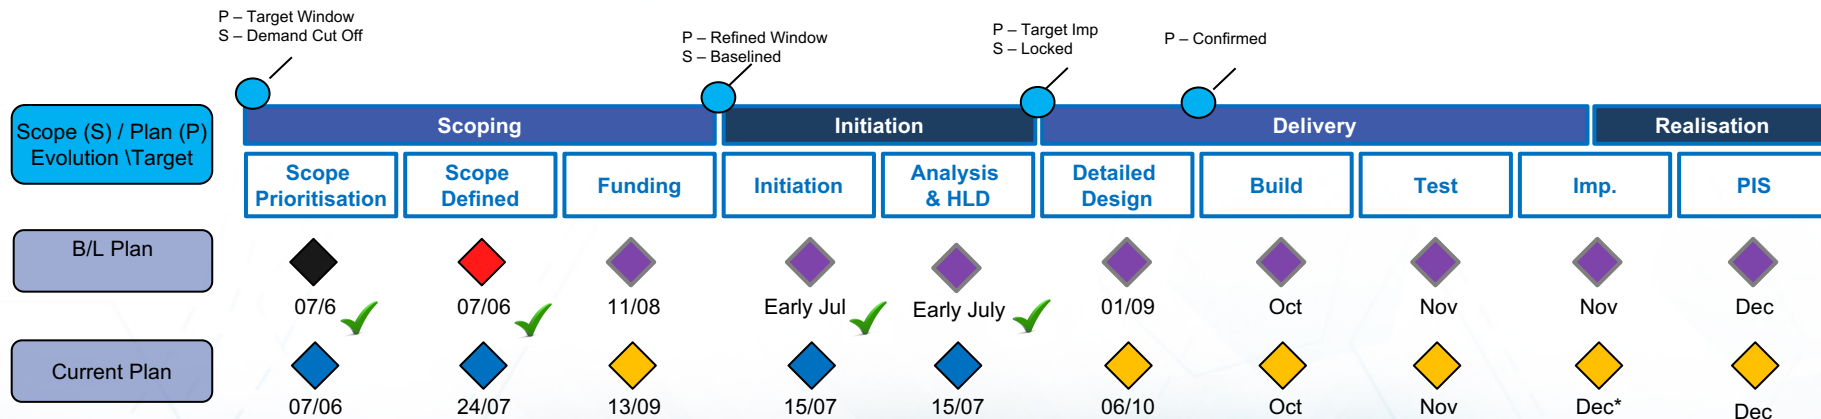 P – Target Window
S – Demand Cut Off
P – Refined Window
S – Baselined
P – Target Imp
S – Locked
P – Confirmed
Scope (S) / Plan (P)
Evolution \Target
Scoping
Initiation
Delivery
Realisation
Scope
Prioritisation
Scope
Defined
Funding
Initiation
Analysis
& HLD
Detailed
Design
Build
Test
Imp.
PIS
B/L Plan
07/6
07/06
11/08
Early Jul
Early July
01/09
Oct
Nov
Nov
Dec
Current Plan
07/06
24/07
13/09
15/07
15/07
06/10
Oct
Nov
Dec*
Dec